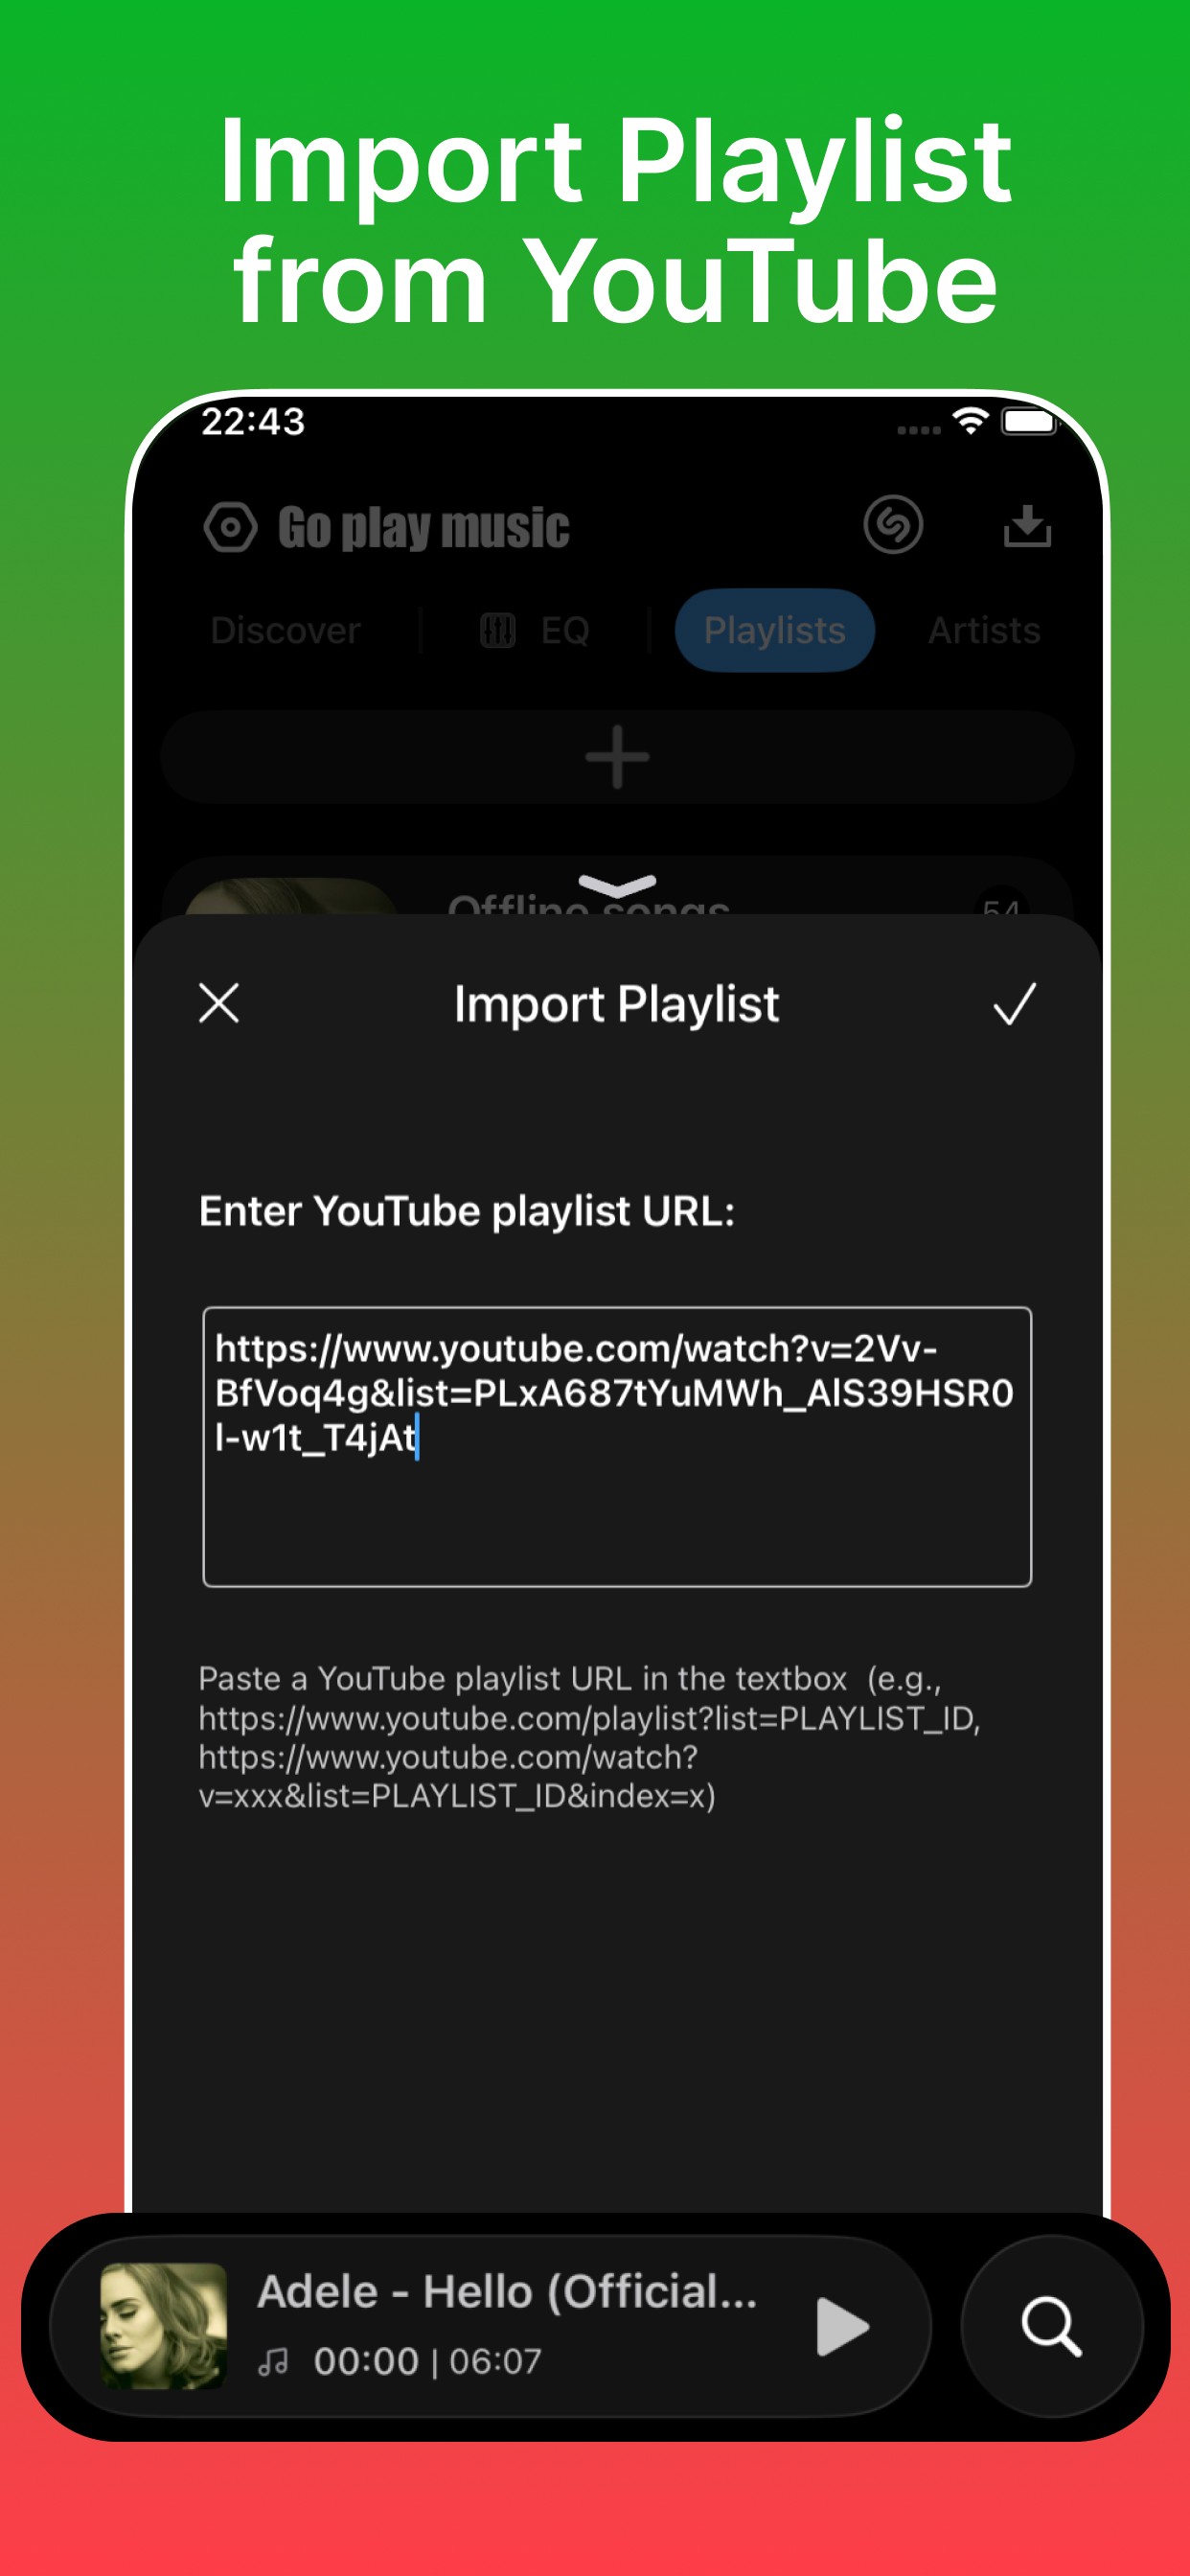 Import Playlist
from YouTube
22:43
Go play music
Discover
EQ
Playlists
Artists
Offline songs
54
Import Playlist
Enter YouTube playlist URL:
https://www.youtube.com/watch?v=2Vv-
BfVoq4g&list=PLxA687tYuMWh_AlS39HSR0
l-w1t_T4jAt
Paste a YouTube playlist URL in the textbox  (e.g.,
https://www.youtube.com/playlist?list=PLAYLIST_ID,
https://www.youtube.com/watch?
v=xxx&list=PLAYLIST_ID&index=x)
Adele - Hello (Official...
00:00 | 06:07